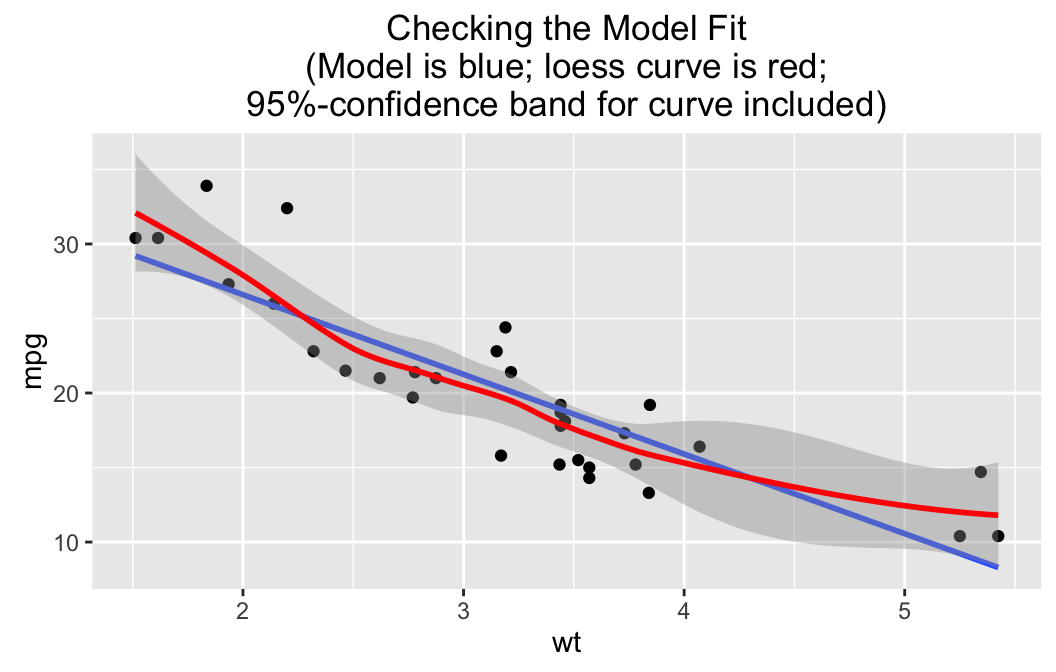 Checking the Model Fit
(Model is blue; loess curve is red;
95%-confidence band for curve included)
30
20
10
mpg
2
3
4
5
wt